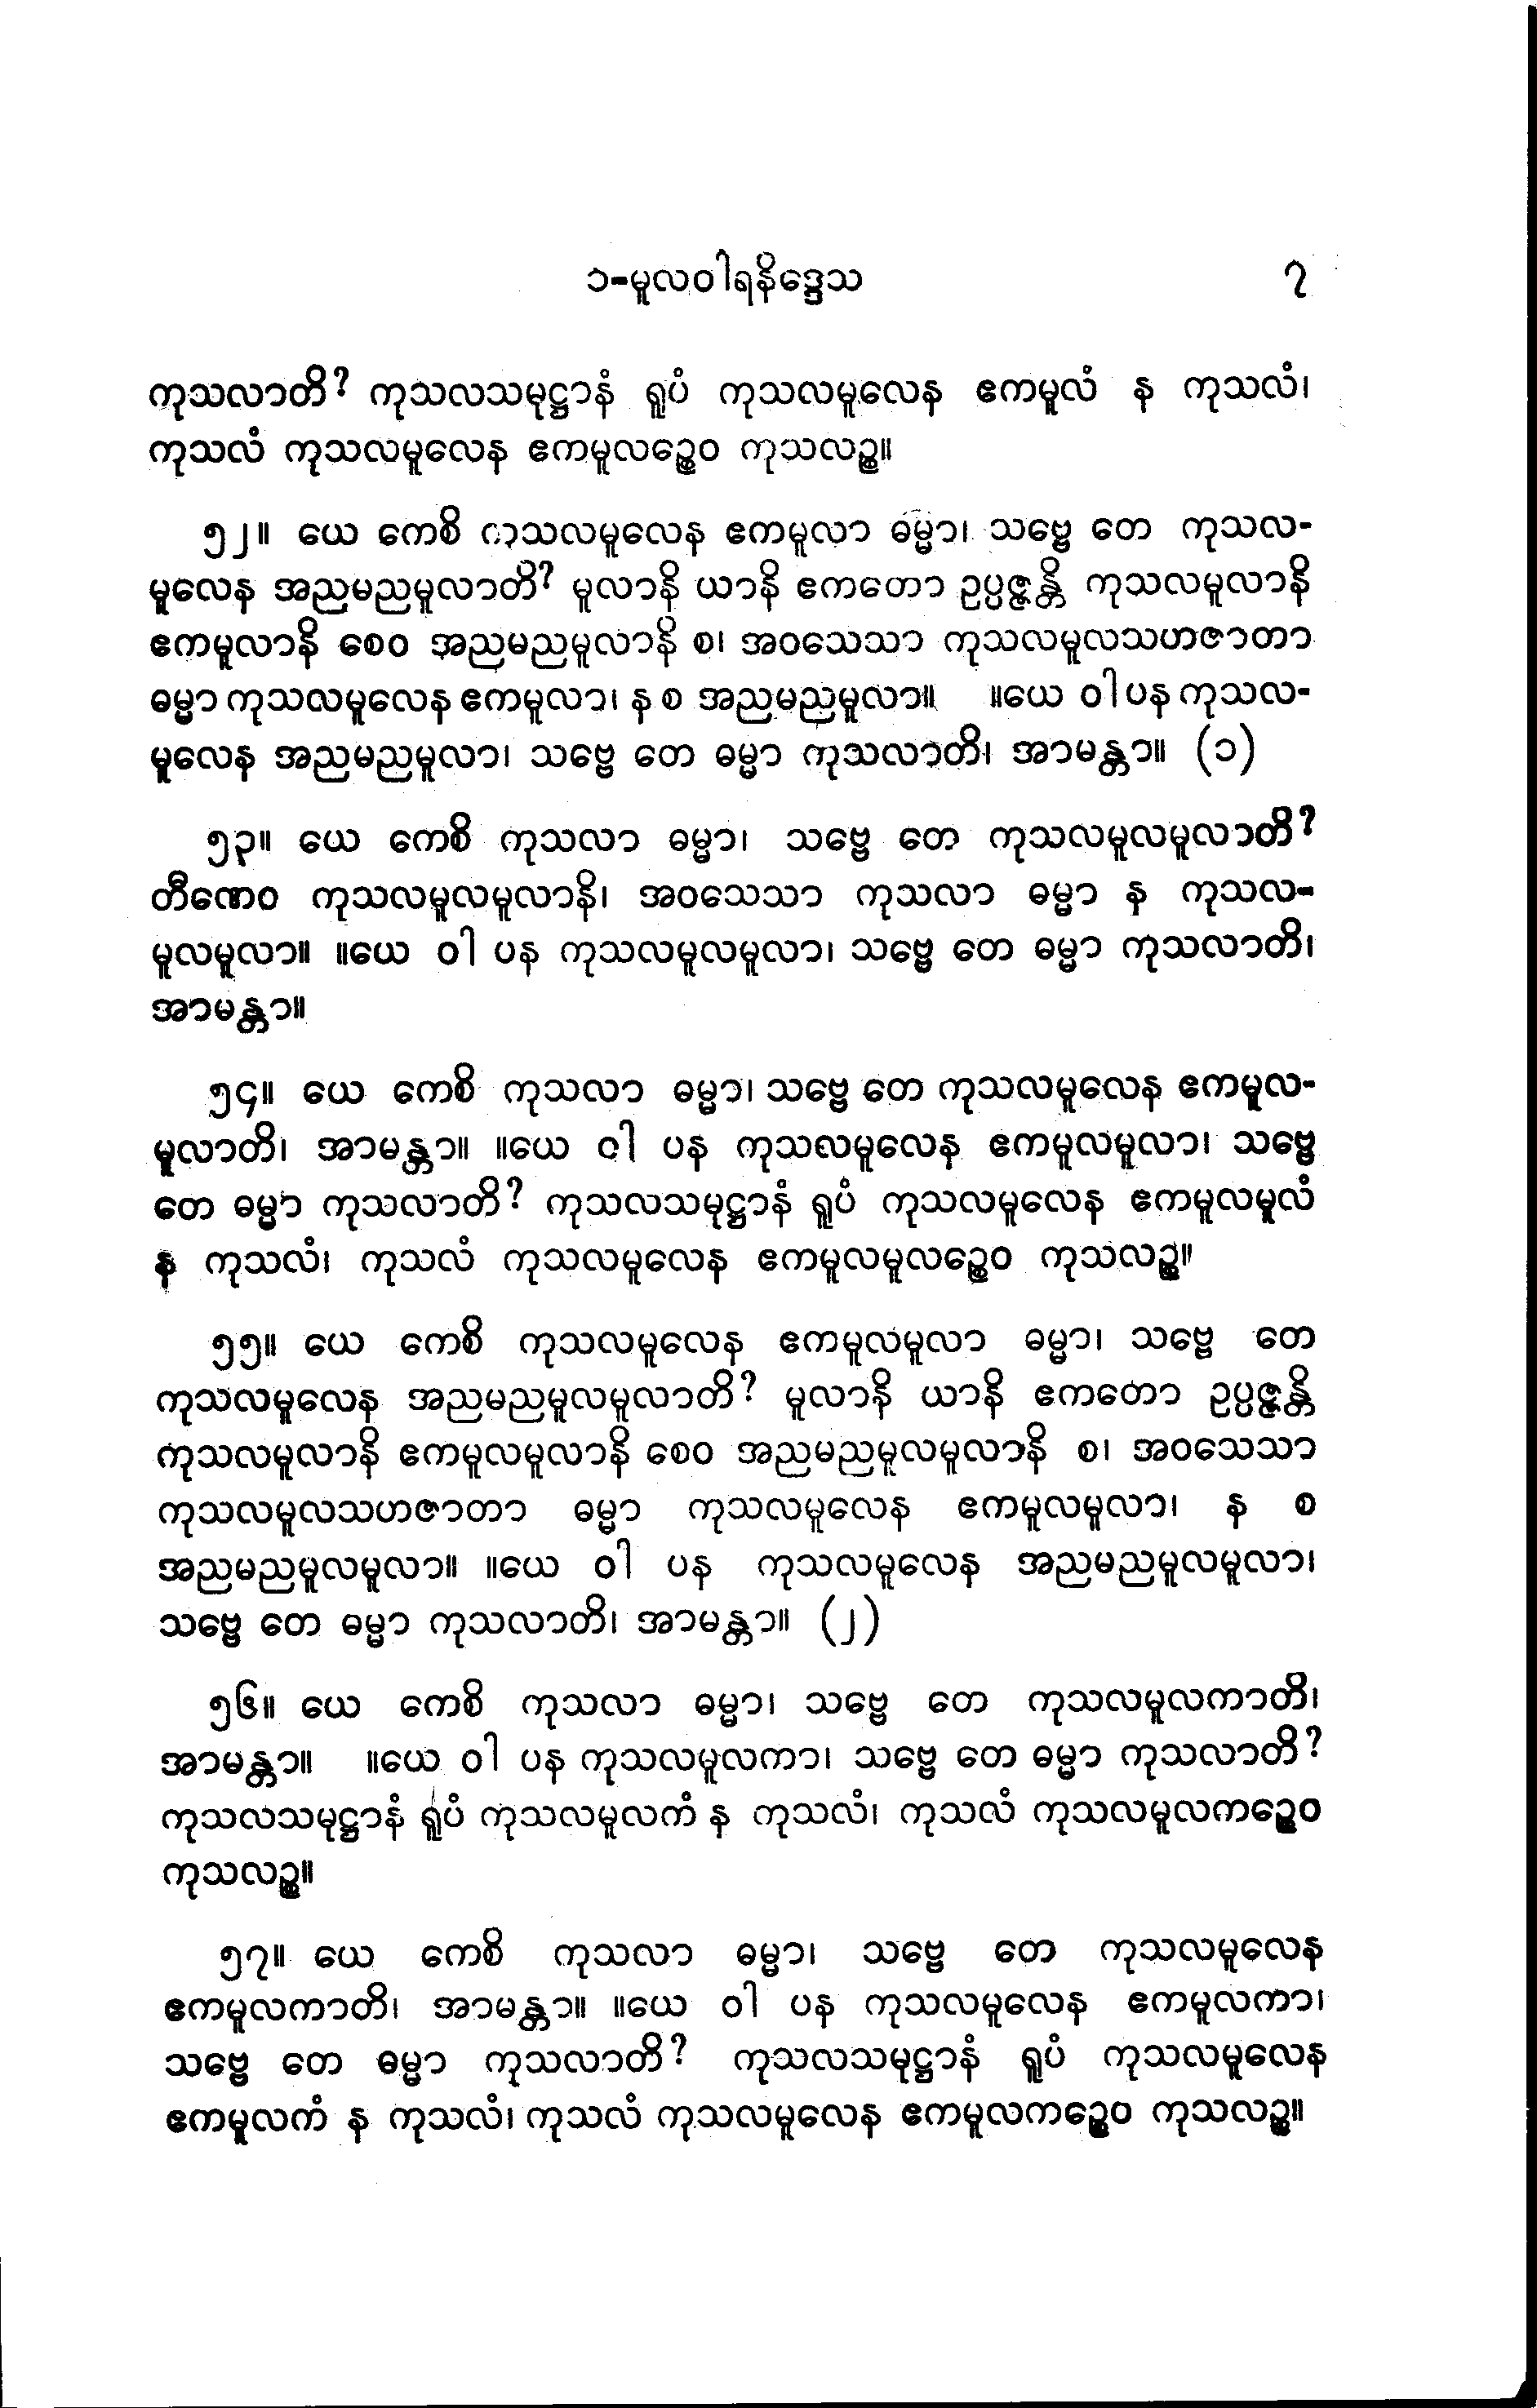 ၁-မူလဝါရနိဒ္ဒေသ ၇
ကုသလာတိ? ကုသလသမုဋ္ဌာနံ ရူပံ ကုသလမူလေန ဧကမူလံ န ကုသလံ၊
ကုသလံ ကုသလမူလေန ဧကမူလဉ္စေဝ ကုသလဉ္စ။
၅၂။ ယေ ကေစိ ကုသလမူလေန ဧကမူလာ ဓမ္မာ၊ သဗ္ဗေ တေ ကုသလ-
မူလေန အညမညမူလာတိ? မူလာနိ ယာနိ ဧကတော ဥပ္ပဇ္ဇန္တိ ကုသလမူလာနိ
ဧကမူလာနိ စေဝ အညမညမူလာနိ စ၊ အဝသေသာ ကုသလမူလသဟဇာတာ
ဓမ္မာ ကုသလမူလေန ဧကမူလာ၊ န စ အညမညမူလာ။ ။ယေ ဝါ ပန ကုသလ-
မူလေန အညမညမူလာ၊ သဗ္ဗေ တေ ဓမ္မာ ကုသလာတိ၊ အာမန္တာ။ (၁)
၅၃။ ယေ ကေစိ ကုသလာ ဓမ္မာ၊ သဗ္ဗေ တေ ကုသလမူလမူလာတိ?
တီဏေဝ ကုသလမူလမူလာနိ၊ အဝသေသာ ကုသလာ ဓမ္မာ န ကုသလ-
မူလမူလာ။ ။ယေ ဝါ ပန ကုသလမူလမူလာ၊ သဗ္ဗေ တေ ဓမ္မာ ကုသလာတိ၊
အာမန္တာ။
၅၄။ ယေ ကေစိ ကုသလာ ဓမ္မာ၊ သဗ္ဗေ တေ ကုသလမူလေန ဧကမူလ-
မူလာတိ၊ အာမန္တာ။ ။ယေ ဝါ ပန ကုသလမူလေန ဧကမူလမူလာ၊ သဗ္ဗေ
တေ ဓမ္မာ ကုသလာတိ? ကုသလသမုဋ္ဌာနံ ရူပံ ကုသလမူလေန ဧကမူလမူလံ
န ကုသလံ၊ ကုသလံ ကုသလမူလေန ဧကမူလမူလဉ္စေဝ ကုသလဉ္စ။
၅၅။ ယေ ကေစိ ကုသလမူလေန ဧကမူလမူလာ ဓမ္မာ၊ သဗ္ဗေ တေ
ကုသလမူလေန အညမညမူလမူလာတိ? မူလာနိ ယာနိ ဧကတော ဥပ္ပဇ္ဇန္တိ
ကုသလမူလာနိ ဧကမူလမူလာနိ စေဝ အညမညမူလမူလာနိ စ၊ အဝသေသာ
ကုသလမူလသဟဇာတာ ဓမ္မာ ကုသလမူလေန ဧကမူလမူလာ၊ န စ
အညမညမူလမူလာ။ ။ယေ ဝါ ပန ကုသလမူလေန အညမညမူလမူလာ၊
သဗ္ဗေ တေ ဓမ္မာ ကုသလာတိ၊ အာမန္တာ။ (၂)
၅၆။ ယေ ကေစိ ကုသလာ ဓမ္မာ၊ သဗ္ဗေ တေ ကုသလမူလကာတိ၊
အာမန္တာ။ ။ယေ ဝါ ပန ကုသလမူလကာ၊ သဗ္ဗေ တေ ဓမ္မာ ကုသလာတိ?
ကုသလသမုဋ္ဌာနံ ရူပံ ကုသလမူလကံ န ကုသလံ၊ ကုသလံ ကုသလမူလကဉ္စေဝ
ကုသလဉ္စ။
၅၇။ ယေ ကေစိ ကုသလာ ဓမ္မာ၊ သဗ္ဗေ တေ ကုသလမူလေန
ဧကမူလကာတိ၊ အာမန္တာ။ ။ယေ ဝါ ပန ကုသလမူလေန ဧကမူလကာ၊
သဗ္ဗေ တေ ဓမ္မာ ကုသလာတိ? ကုသလသမုဋ္ဌာနံ ရူပံ ကုသလမူလေန
ဧကမူလကံ န ကုသလံ၊ ကုသလံ ကုသလမူလေန ဧကမူလကဉ္စေဝ ကုသလဉ္စ။